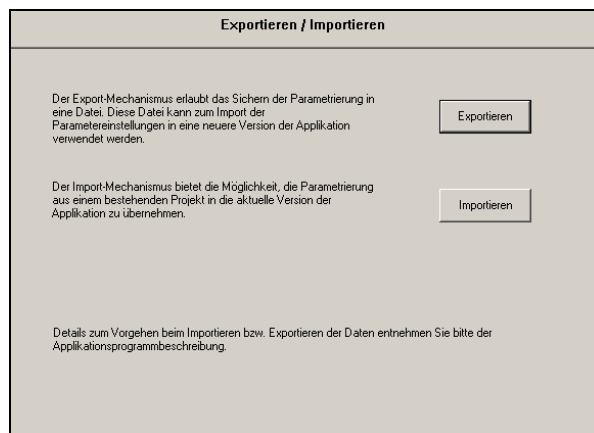 Exportieren / Importieren
Der Export-Mechanismus erlaubt das Sichern der Parametrierung in
eine Datei. Diese Datei kann zum Import der
Parametereinstellungen in eine neuere Version der Applikation
verwendet werden.
Exportieren
Der Import-Mechanismus bietet die Möglichkeit, die Parametrierung
aus einem bestehenden Projekt in die aktuelle Version der
Applikation zu übernehmen.
Importieren
Details zum Vorgehen beim Importieren bzw. Exportieren der Daten entnehmen Sie bitte der
Applikationsprogrammbeschreibung.